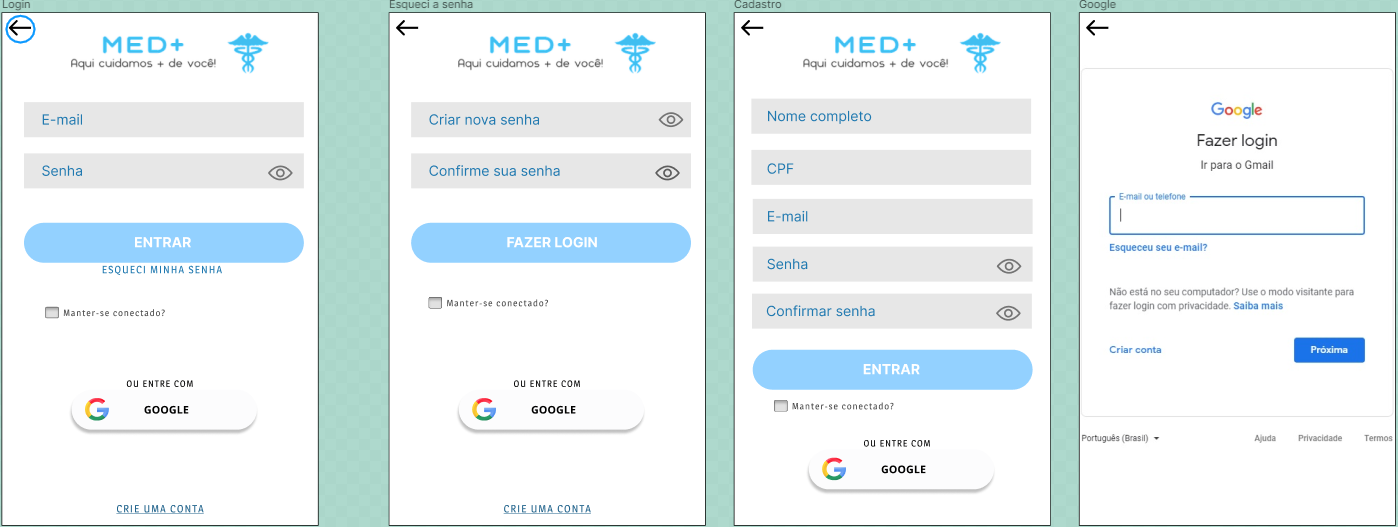 Login
MED+
Aqui cuidamos + de você!
E-mail
Senha
ENTRAR
ESQUECI MINHA SENHA
Manter-se conectado?
OU ENTRE COM
GOOGLE
CRIE UMA CONTA
Esqueci a senha
MED+
Aqui cuidamos + de você!
Criar nova senha
Confirme sua senha
FAZER LOGIN
Manter-se conectado?
OU ENTRE COM
GOOGLE
CRIE UMA CONTA
Cadastro
MED+
Aqui cuidamos + de você!
Nome completo
CPF
E-mail
Senha
Confirmar senha
ENTRAR
Manter-se conectado?
OU ENTRE COM
GOOGLE
Google
Google
Fazer login
Ir para o Gmail
E-mail ou telefone
Esqueceu seu e-mail?
Não está no seu computador? Use o modo visitante para
fazer login com privacidade. Saiba mais
Criar conta Próxima
Português (Brasil) Ajuda Privacidade Termos